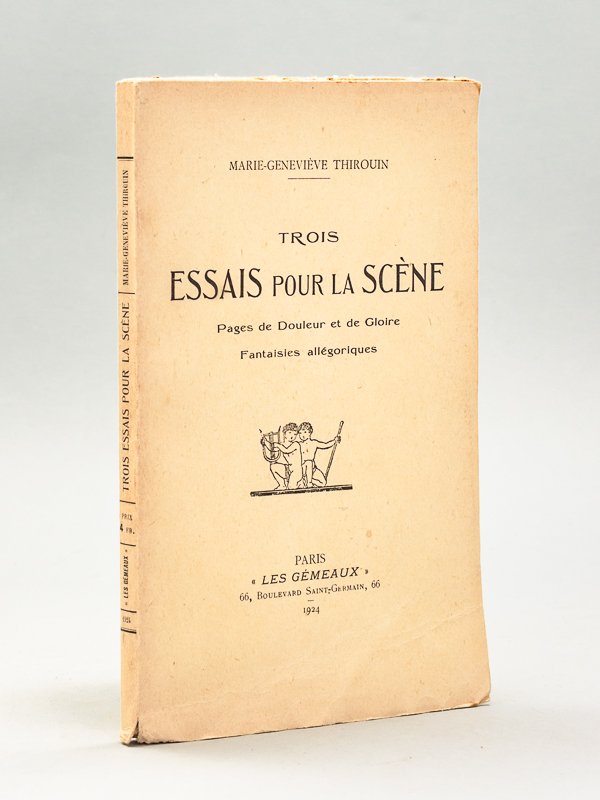 MARIE-GENEVIÈVE THIROUIN
TROIS
ESSAIS POUR LA SCÈNE
Pages de Douleur et de Gloire
Fantaisies allégoriques
PARIS
« LES GÉMEAUX »
66, BOULEVARD SAINT-GERMAIN, 66
1924
MARIE-GENEVIÈVE THIROUIN
TROIS ESSAIS POUR LA SCÈNE
PRIX
4 FR.
« LES GÉMEAUX »
1924